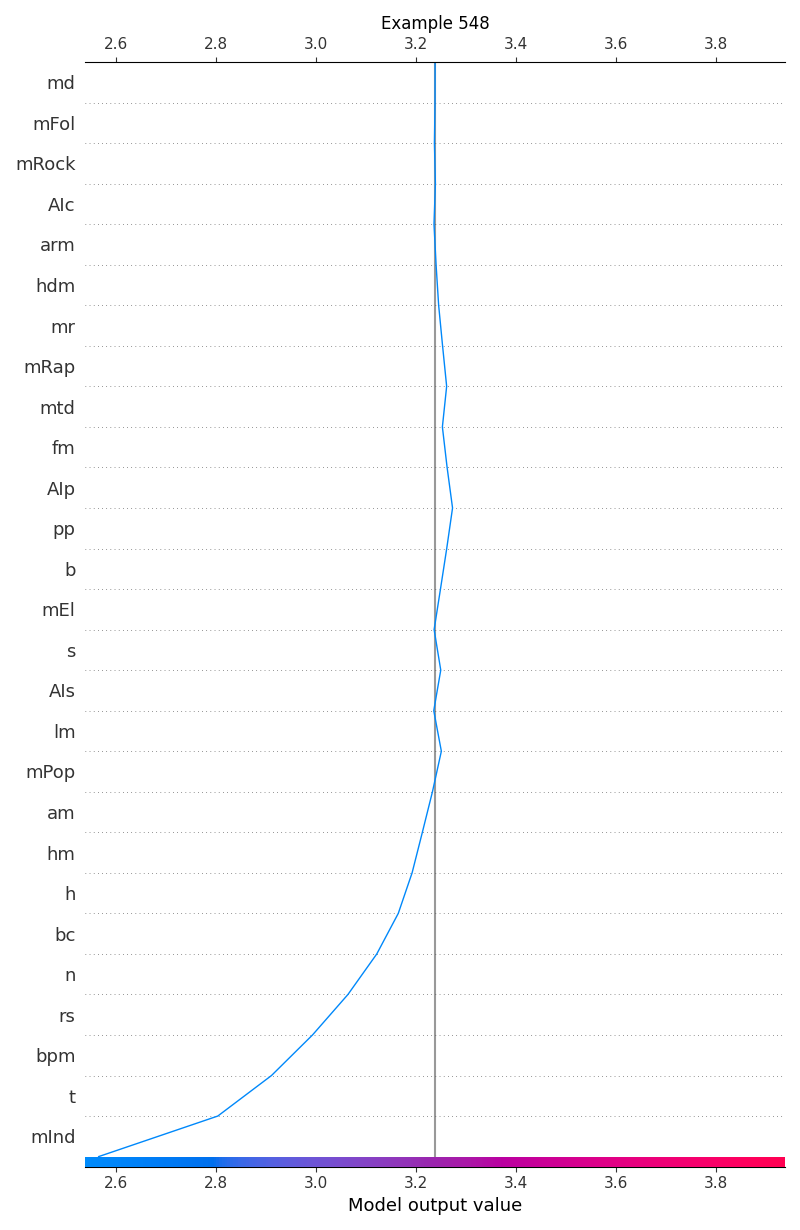 Example 548
2.6 2.8 3.0 3.2 3.4 3.6 3.8
md
mFol
mRock
AIc
arm
hdm
mr
mRap
mtd
fm
AIp
pp
b
mEl
s
AIs
lm
mPop
am
hm
h
bc
n
rs
bpm
t
mInd
2.6 2.8 3.0 3.2 3.4 3.6 3.8
Model output value